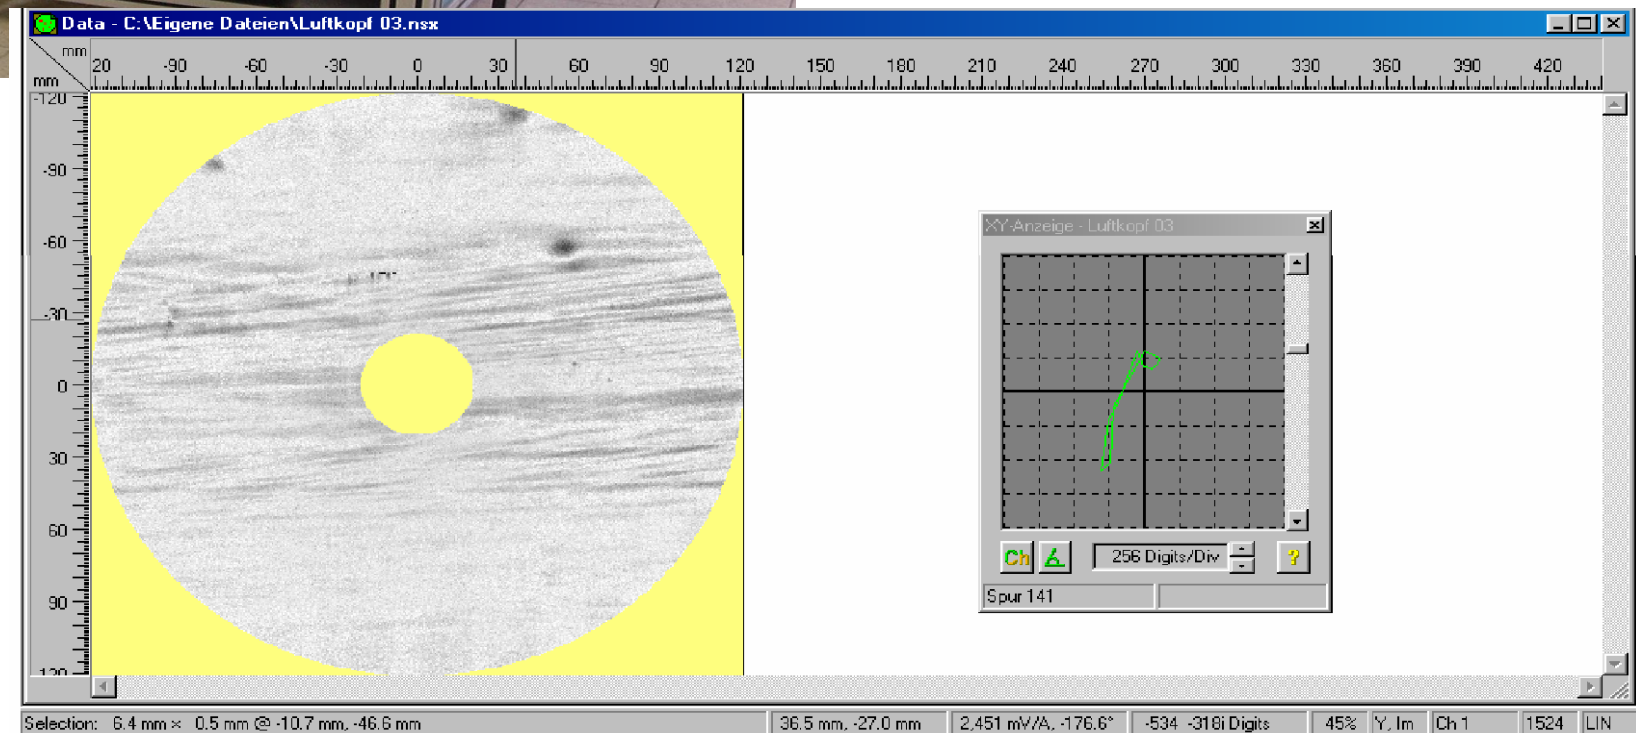 Data - C:\Eigene Dateien\Luftkopf 03.nsx
mm
20 -90 -60 -30 0 30 60 90 120 150 180 210 240 270 300 330 360 390 420
mm
-120
-90
-60
-30
0
30
60
90
120
XY-Anzeige - Luftkopf 03
Ch
256 Digits/Div
?
Spur 141
Selection: 6.4 mm × 0.5 mm @ -10.7 mm, -46.6 mm
36.5 mm, -27.0 mm
2,451 mV/A, -176.6°
-534 -318i Digits
45%
Y, Im
Ch 1
1524
LIN